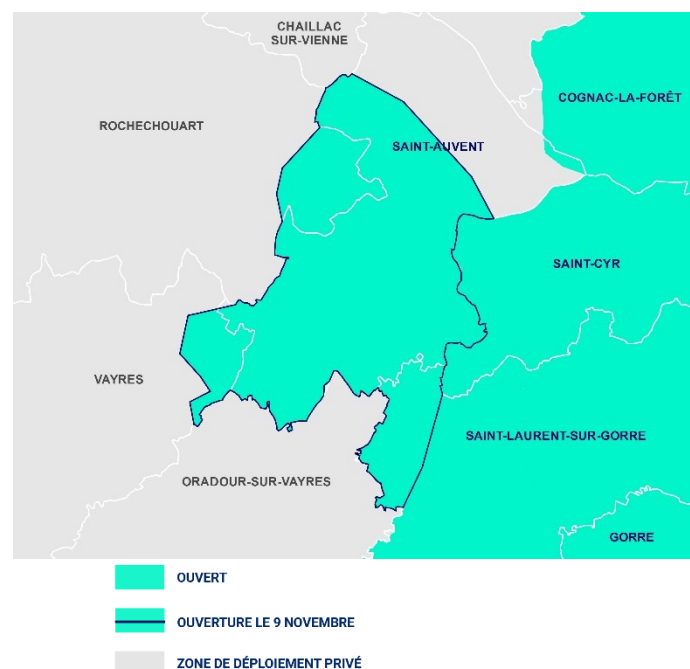 CHAILLAC
SUR-VIENNE
COGNAC-LA-FORÊT
ROCHECHOUART
SAINT-AUVENT
SAINT-CYR
VAYRES
SAINT-LAURENT-SUR-GORRE
ORADOUR-SUR-VAYRES
GORRE
OUVERT
OUVERTURE LE 9 NOVEMBRE
ZONE DE DÉPLOIEMENT PRIVÉ